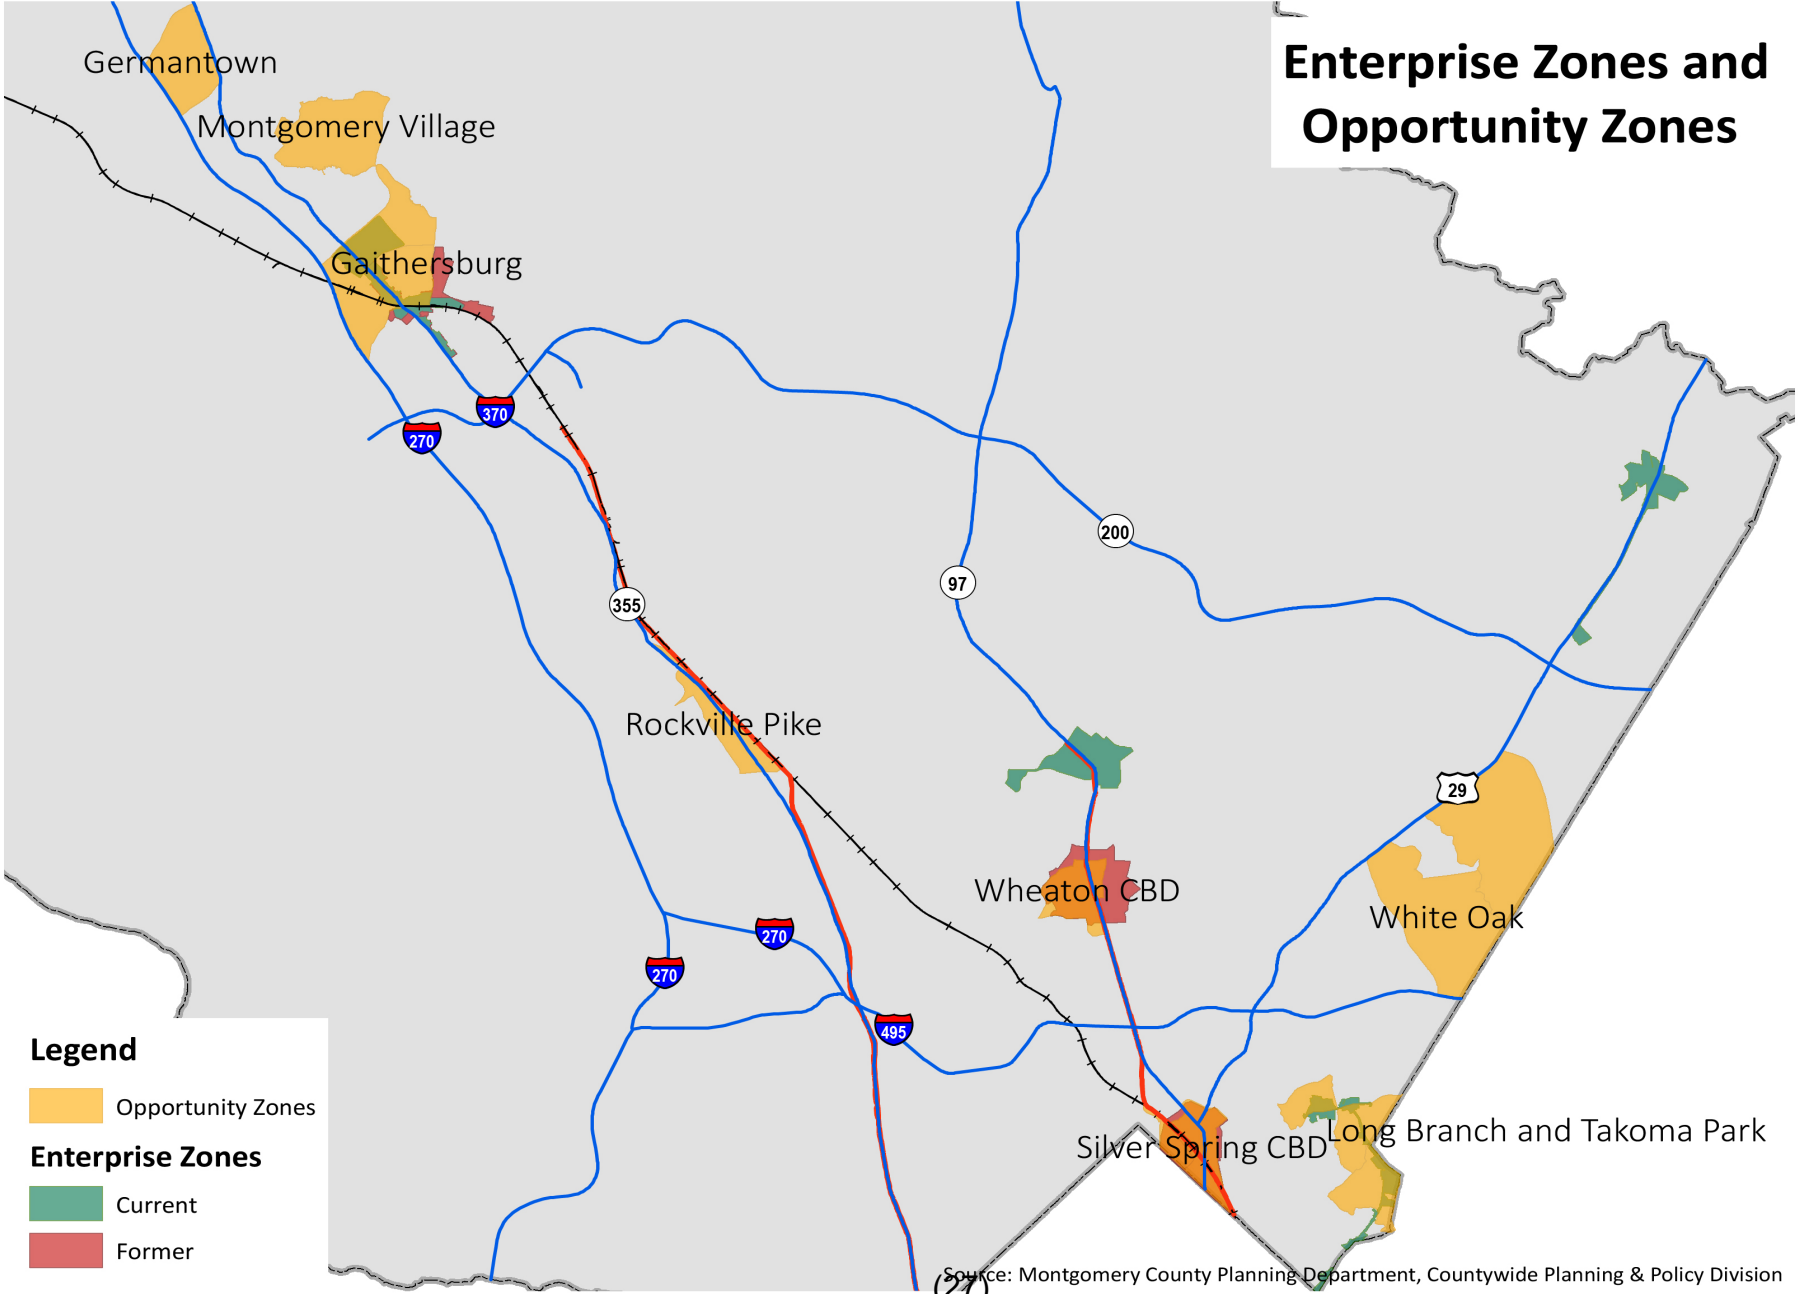 Enterprise Zones and
Opportunity Zones
Germantown
Montgomery Village
Gaithersburg
370
270
200
97
355
Rockville Pike
29
Wheaton CBD
White Oak
270
270
495
Legend
Opportunity Zones
Enterprise Zones
Current
Former
Long Branch and Takoma Park
Silver Spring CBD
Source: Montgomery County Planning Department, Countywide Planning & Policy Division